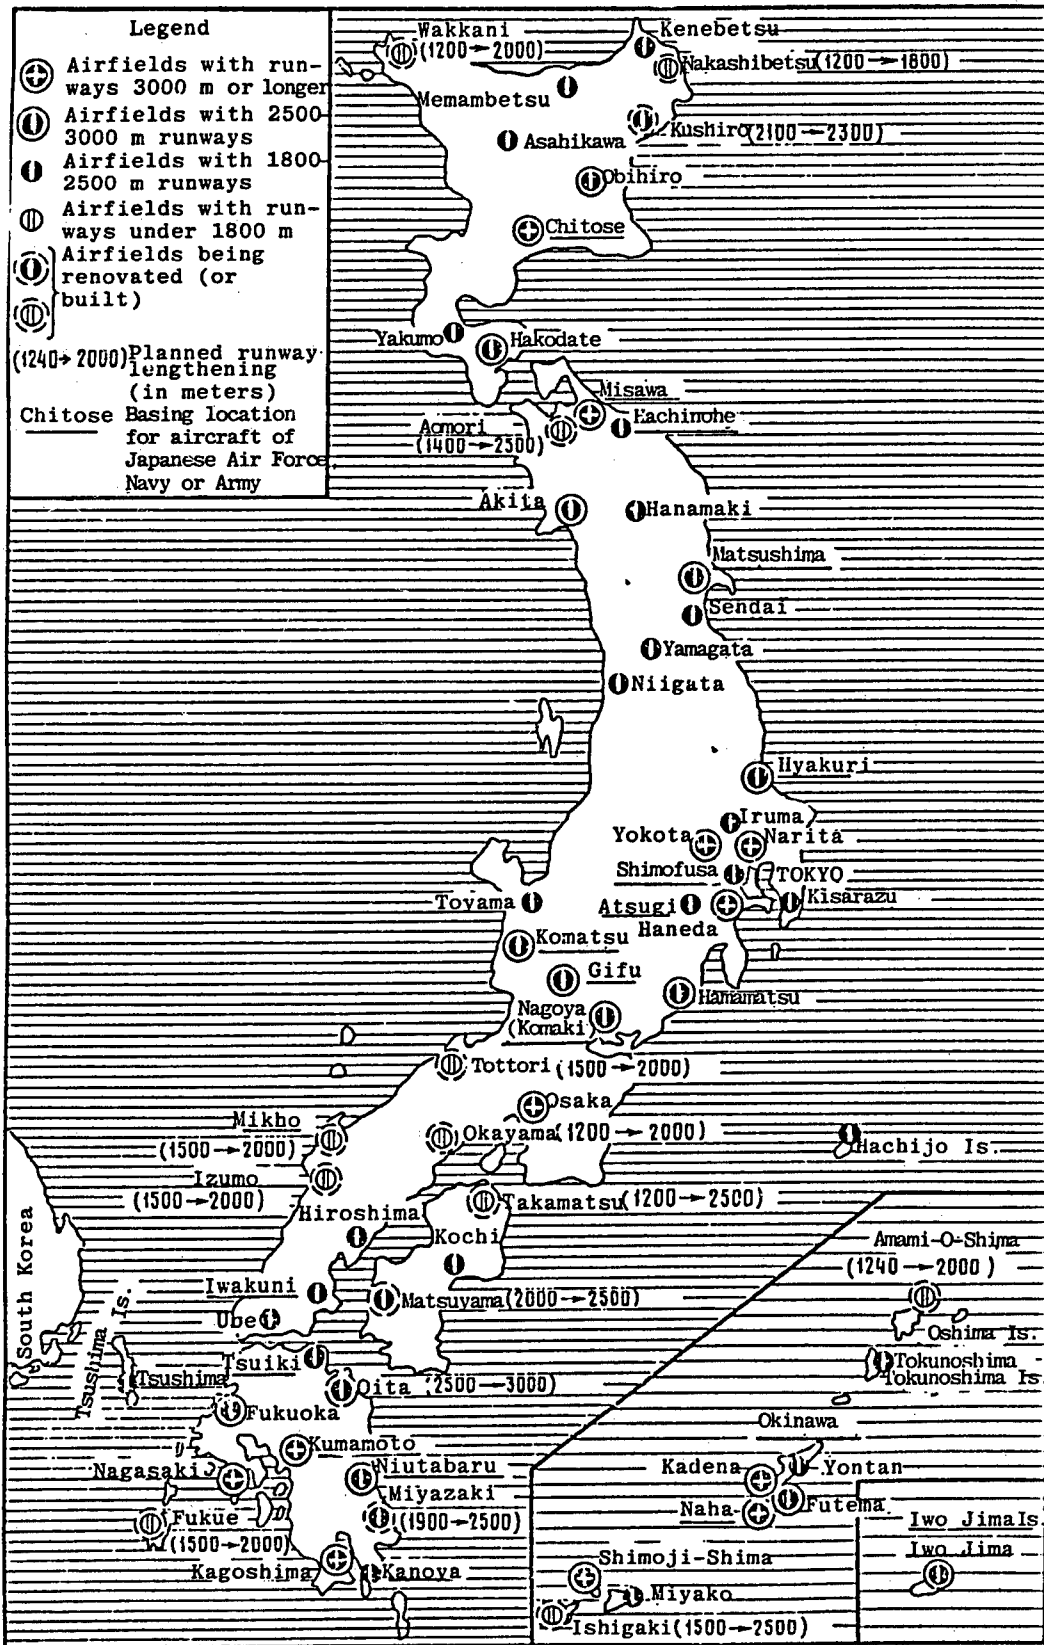 Legend
Airfields with run-
ways 3000 m or longer
Airfields with 2500-
3000 m runways
Airfields with 1800-
2500 m runways
Airfields with run-
ways under 1800 m
Airfields being
renovated (or
built)
(1240→2000) Planned runway
lengthening
(in meters)
Chitose Basing location
for aircraft of
Japanese Air Force
Navy or Army
Wakkani
(1200→2000)
Kenebetsu
Nakashibetsu (1200→1800)
Memambetsu
Kushiro (2100→2300)
Asahikawa
Obihiro
Chitose
Yakumo
Hakodate
Misawa
Hachinohe
Aomori
(1400→2500)
Akita
Hanamaki
Matsushima
Sendai
Yamagata
Niigata
Hyakuri
Iruma
Yokota
Narita
Shimofusa
TOKYO
Toyama
Atsugi
Kisarazu
Haneda
Komatsu
Gifu
Hamamatsu
Nagoya
(Komaki)
Tottori (1500→2000)
Osaka
Mikho
(1500→2000)
Okayama (1200→2000)
Hachijo Is.
Izumo
(1500→2000)
Takamatsu (1200→2500)
Hiroshima
Kochi
South Korea
Amami-O-Shima
(1240→2000)
Iwakuni
Matsuyama (2000→2500)
Ube
Oshima Is.
Tsushima Is.
Tsuiki
Tsushima
Tokunoshima
Tokunoshima Is
Oita (2500→3000)
Fukuoka
Okinawa
Kumamoto
Nagasaki
Niutabaru
Kadena
Yontan
Miyazaki
(1900→2500)
Futema
Naha
Fukue
(1500→2000)
Iwo Jima Is.
Iwo Jima
Kagoshima
Kanoya
Shimoji-Shima
Miyako
Ishigaki (1500→2500)